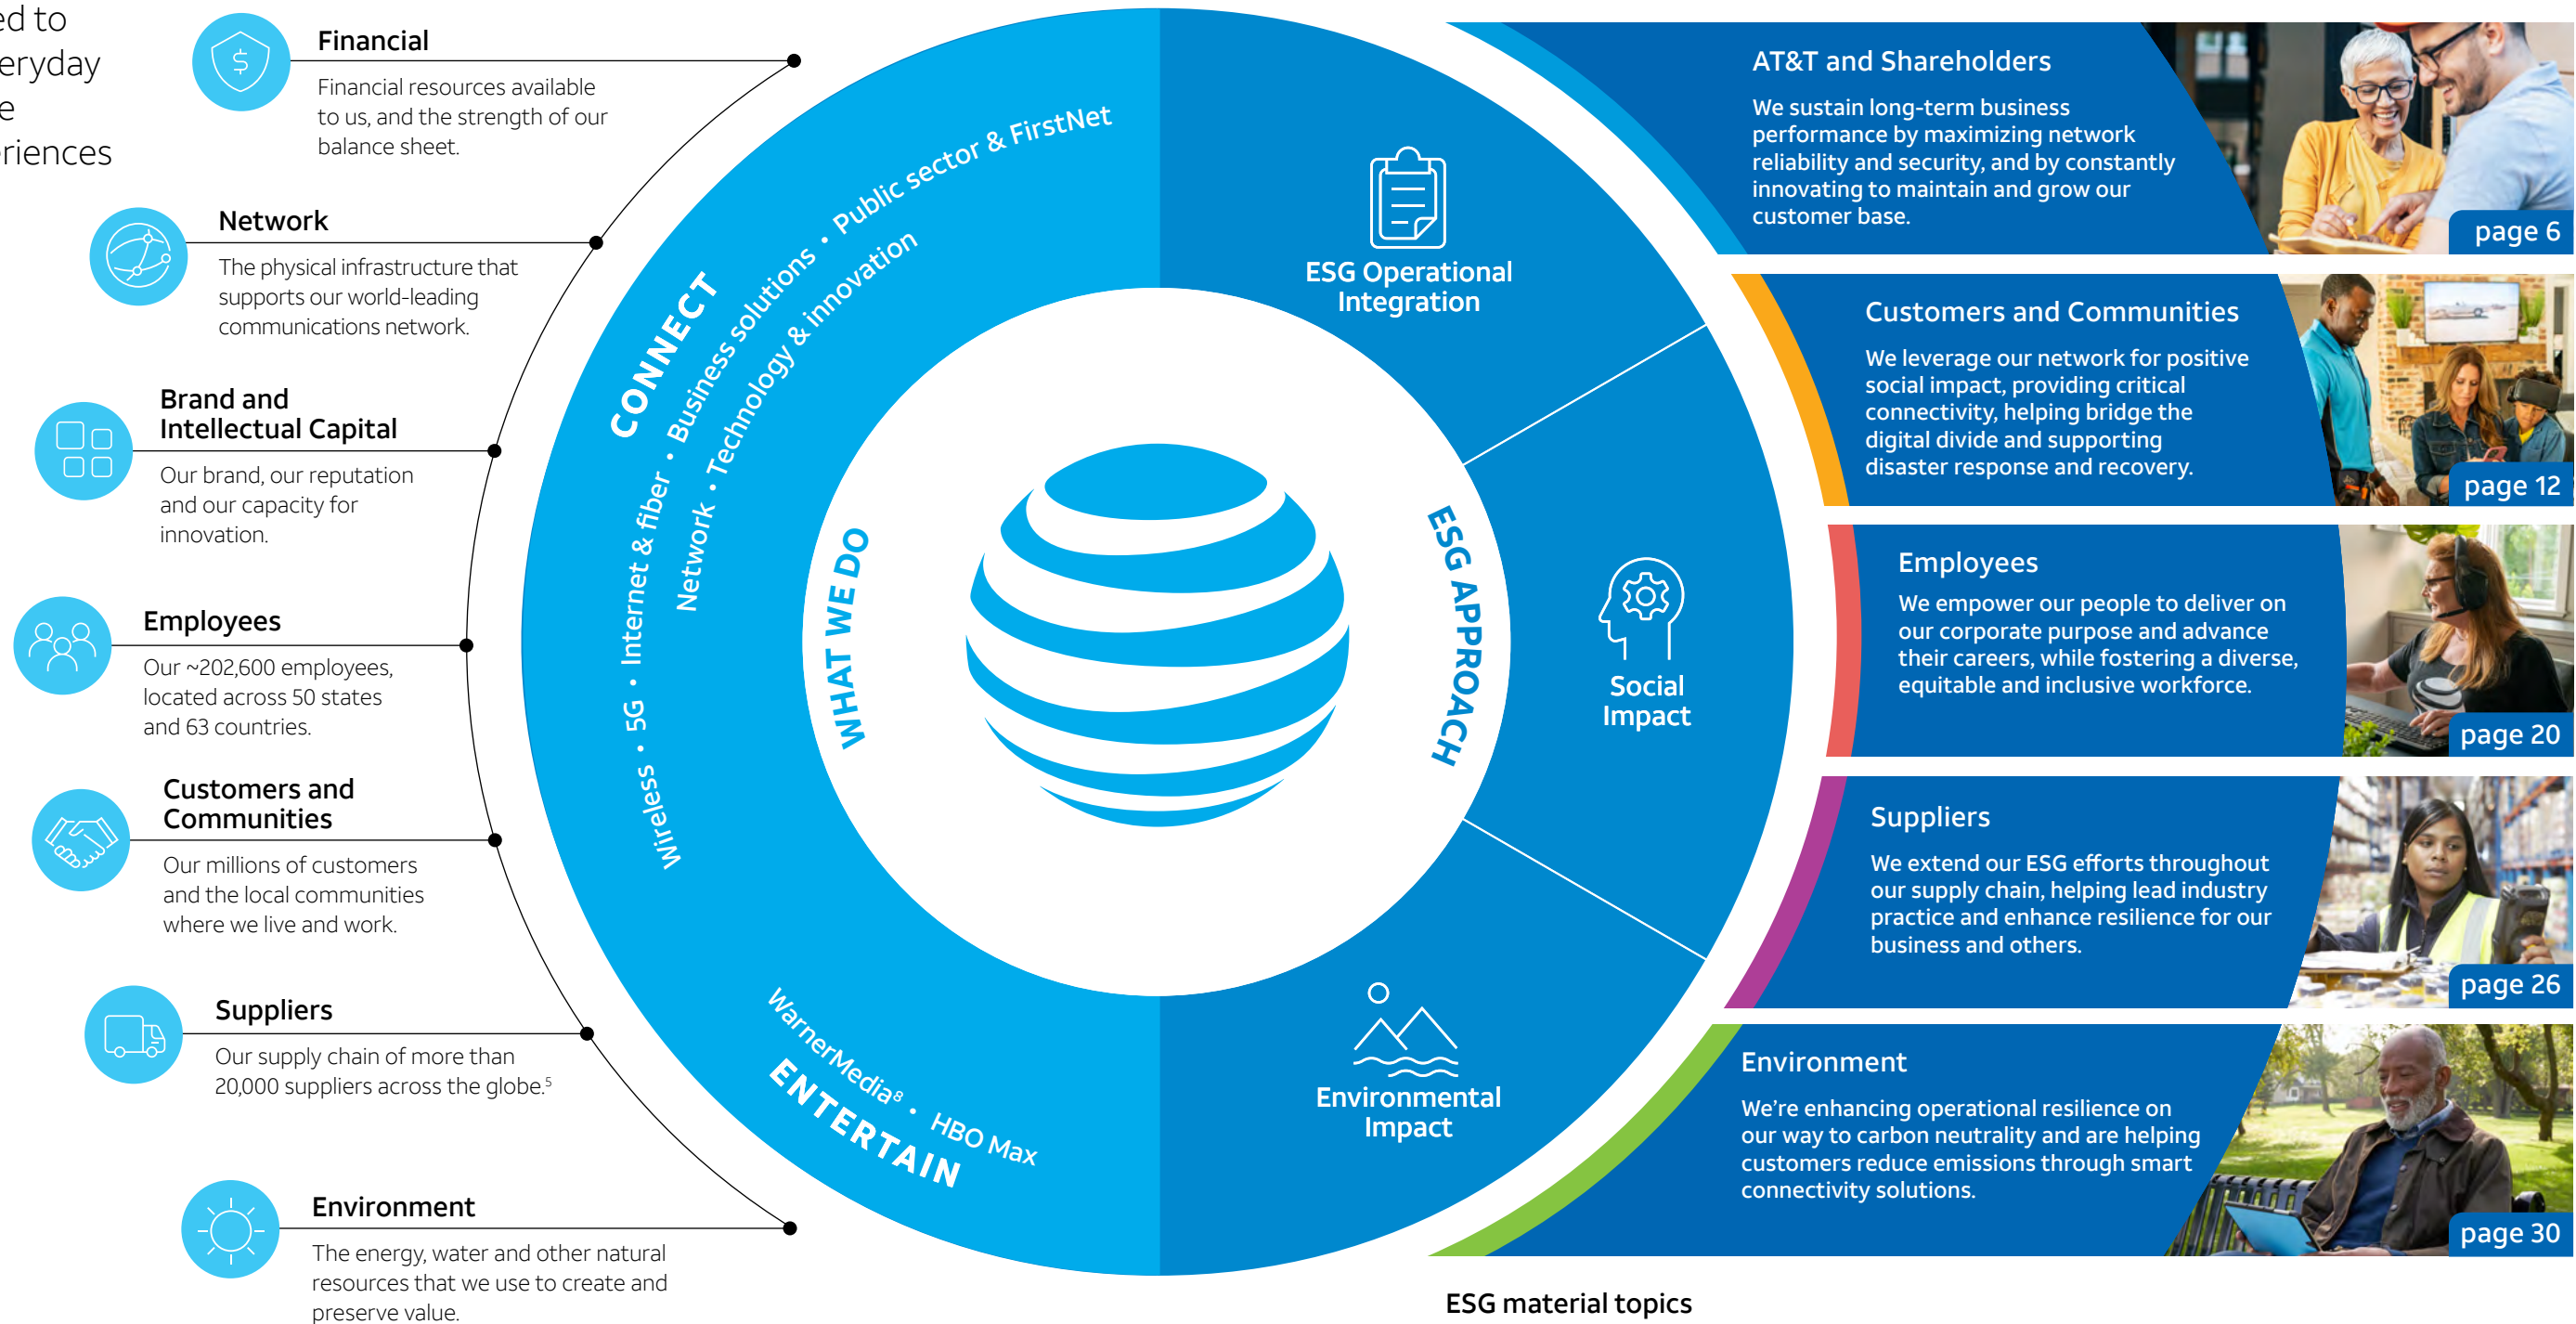 ed to
eryday
e
riences
Financial
Financial resources available
to us, and the strength of our
balance sheet.
Network
The physical infrastructure that
supports our world-leading
communications network.
Brand and
Intellectual Capital
Our brand, our reputation
and our capacity for
innovation.
Employees
Our ~202,600 employees,
located across 50 states
and 63 countries.
Customers and
Communities
Our millions of customers
and the local communities
where we live and work.
Suppliers
Our supply chain of more than
20,000 suppliers across the globe.5
Environment
The energy, water and other natural
resources that we use to create and
preserve value.
CONNECT
Wireless • 5G • Internet & fiber • Business solutions • Public sector & FirstNet
Network • Technology & innovation
WHAT WE DO
WarnerMedia8 • HBO Max
ENTERTAIN
ESG APPROACH
ESG Operational
Integration
Social
Impact
Environmental
Impact
AT&T and Shareholders
We sustain long-term business
performance by maximizing network
reliability and security, and by constantly
innovating to maintain and grow our
customer base.
page 6
Customers and Communities
We leverage our network for positive
social impact, providing critical
connectivity, helping bridge the
digital divide and supporting
disaster response and recovery.
page 12
Employees
We empower our people to deliver on
our corporate purpose and advance
their careers, while fostering a diverse,
equitable and inclusive workforce.
page 20
Suppliers
We extend our ESG efforts throughout
our supply chain, helping lead industry
practice and enhance resilience for our
business and others.
page 26
Environment
We're enhancing operational resilience on
our way to carbon neutrality and are helping
customers reduce emissions through smart
connectivity solutions.
page 30
ESG material topics